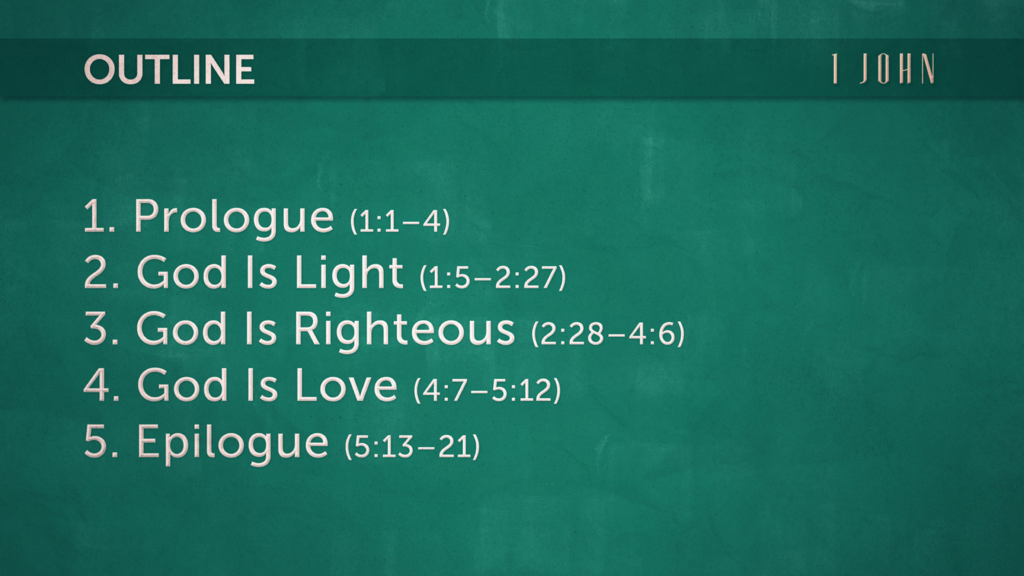 OUTLINE
1 JOHN
1. Prologue (1:1–4)
2. God Is Light (1:5–2:27)
3. God Is Righteous (2:28–4:6)
4. God Is Love (4:7–5:12)
5. Epilogue (5:13–21)